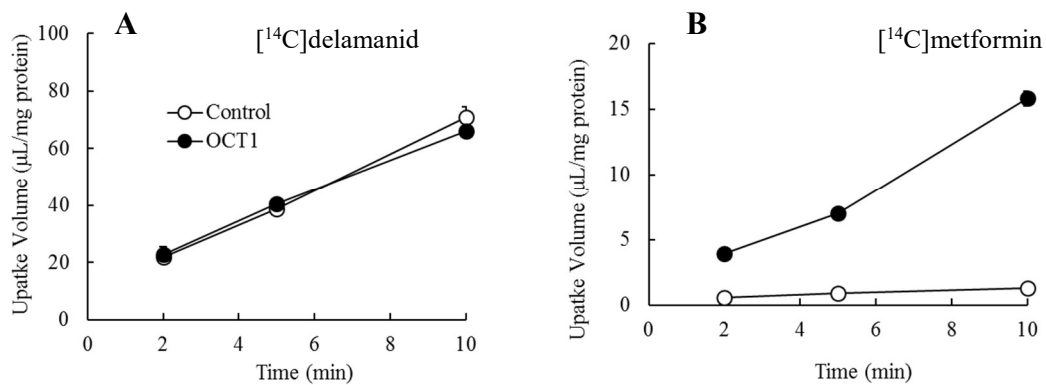 A
[¹⁴C]delamanid
Upatke Volume (µL/mg protein)
100
80
60
40
20
0
Control
OCT1
0 2 4 6 8 10
Time (min)
B
[¹⁴C]metformin
Upatke Volume (µL/mg protein)
20
15
10
5
0
0 2 4 6 8 10
Time (min)